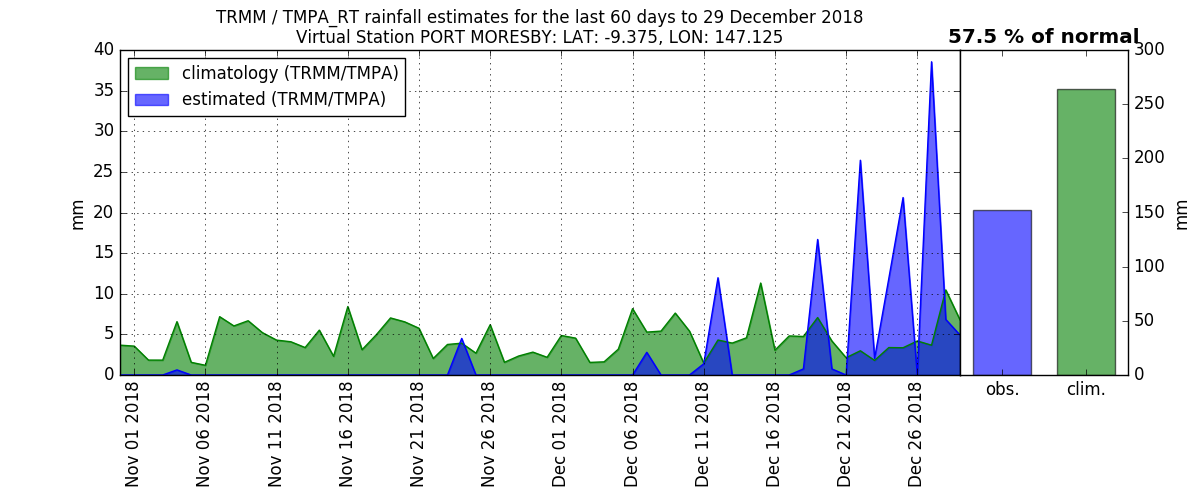 TRMM / TMPA_RT rainfall estimates for the last 60 days to 29 December 2018
Virtual Station PORT MORESBY: LAT: -9.375, LON: 147.125
57.5 % of normal
climatology (TRMM/TMPA)
estimated (TRMM/TMPA)
mm
40
35
30
25
20
15
10
5
0
Nov 01 2018
Nov 06 2018
Nov 11 2018
Nov 16 2018
Nov 21 2018
Nov 26 2018
Dec 01 2018
Dec 06 2018
Dec 11 2018
Dec 16 2018
Dec 21 2018
Dec 26 2018
obs.
clim.
300
250
200
150
100
50
0
mm